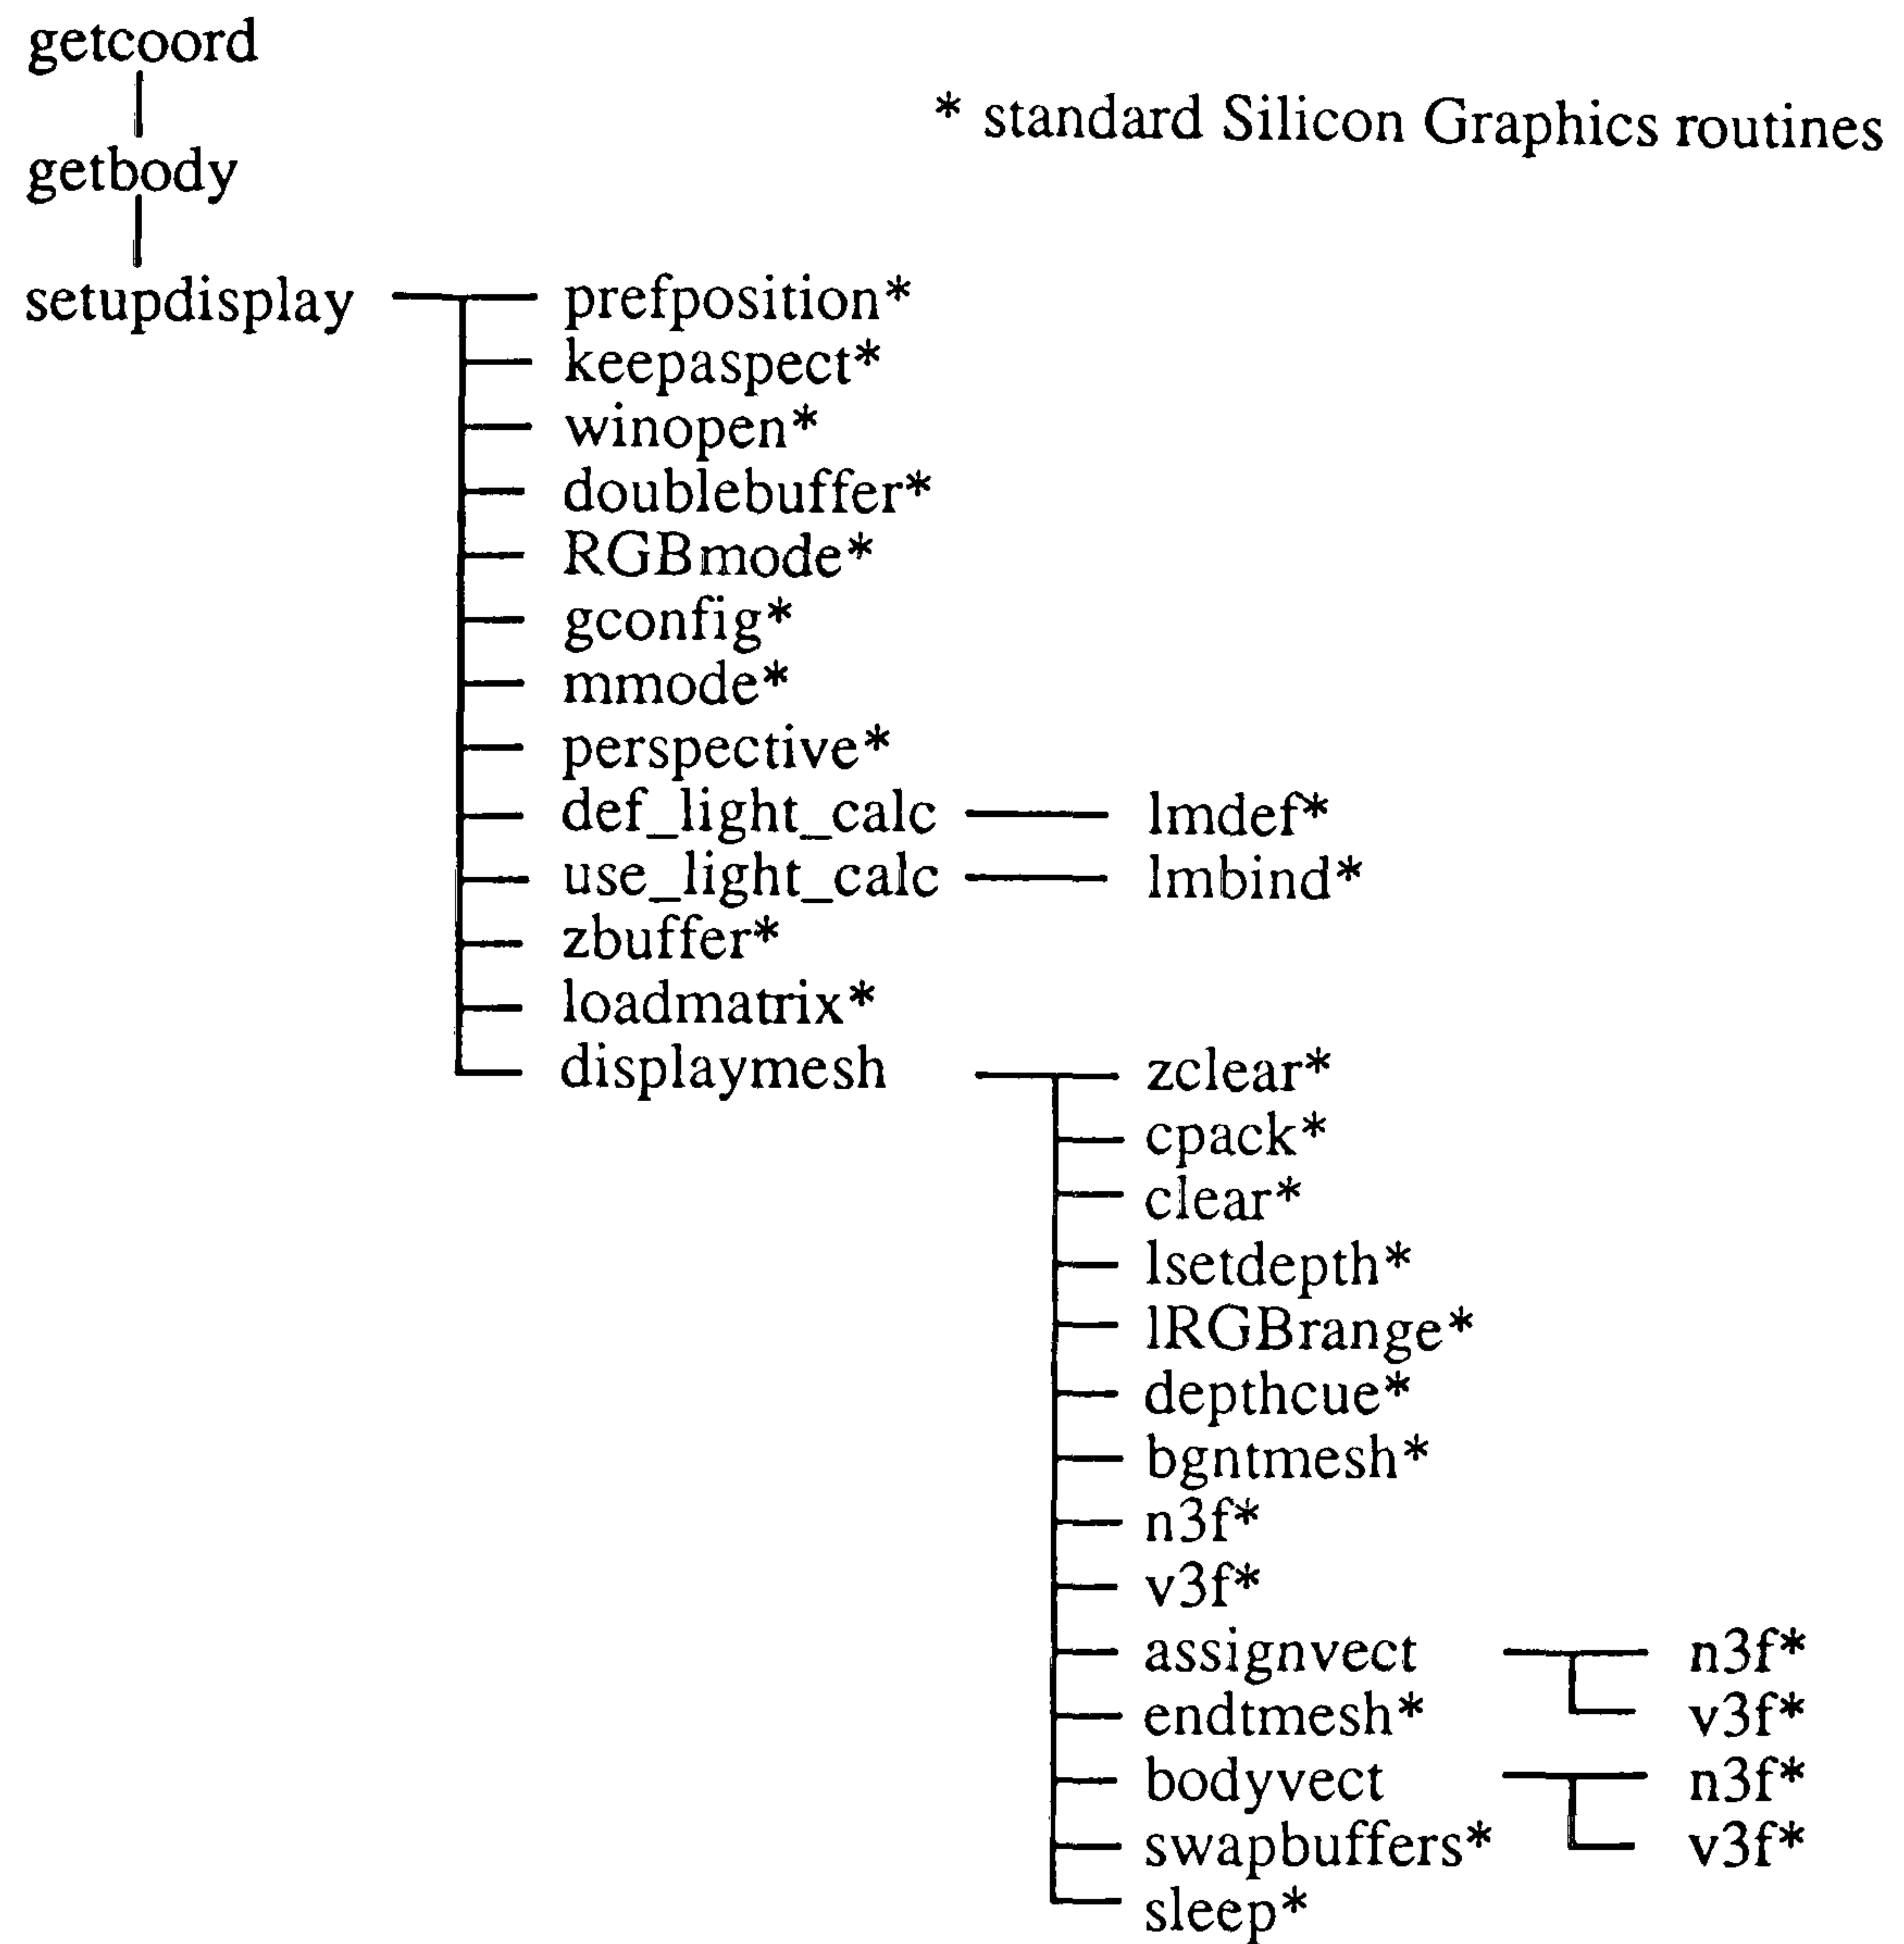 getcoord
* standard Silicon Graphics routines
getbody
setupdisplay
prefposition*
keepaspect*
winopen*
doublebuffer*
RGBmode*
gconfig*
mmode*
perspective*
def_light_calc lmdef*
use_light_calc lmbind*
zbuffer*
loadmatrix*
displaymesh zclear*
cpack*
clear*
lsetdepth*
lRGBrange*
depthcue*
bgntmesh*
n3f*
v3f*
assignvect n3f*
endtmesh* v3f*
bodyvect n3f*
swapbuffers* v3f*
sleep*